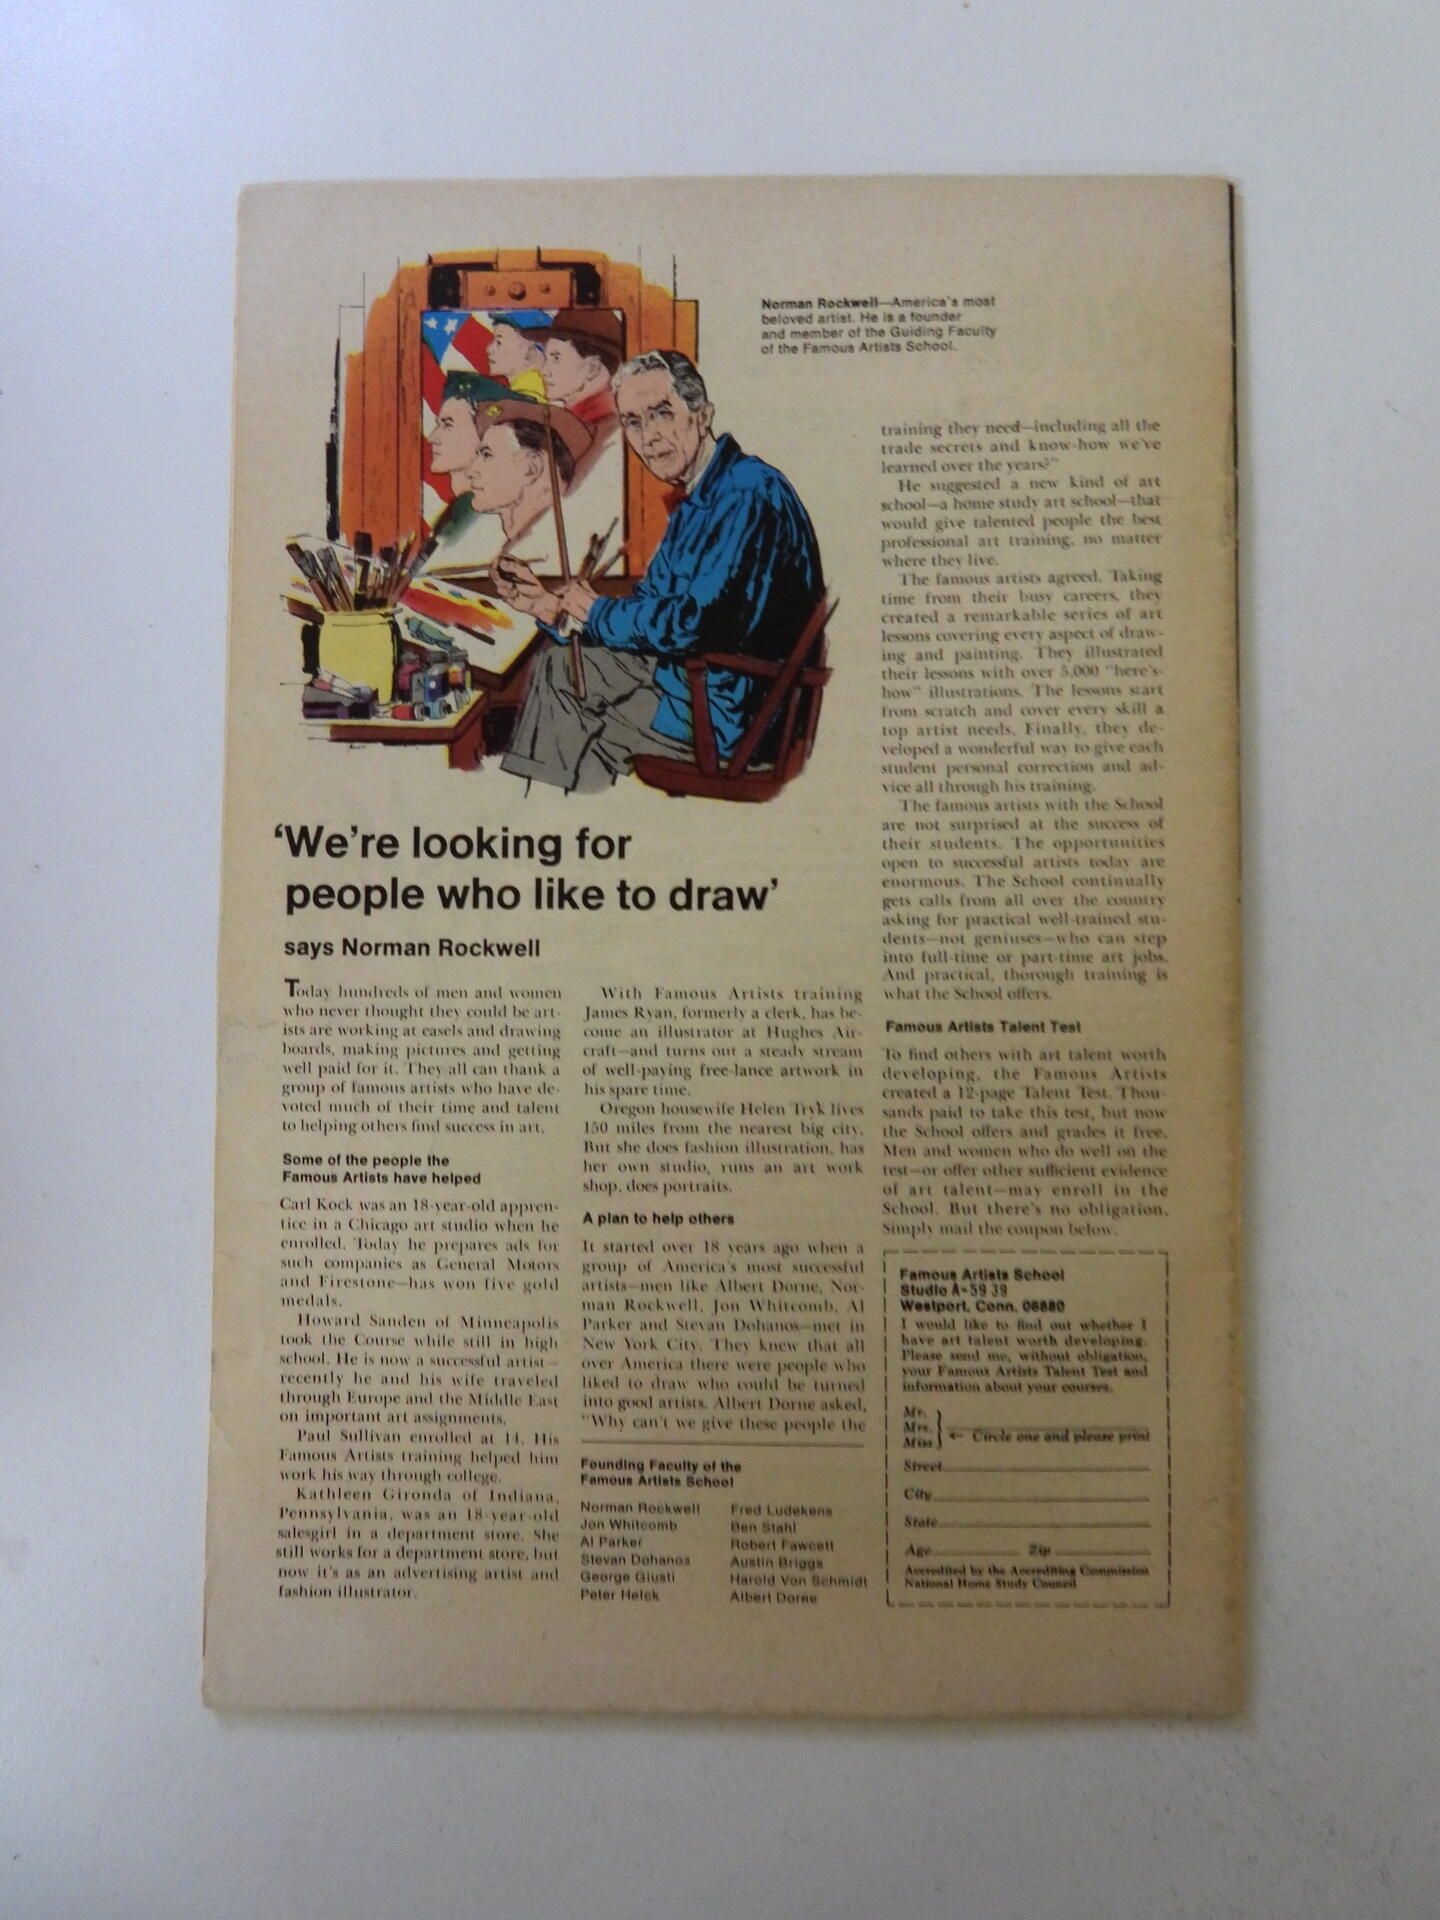 Norman Rockwell—America's most
beloved artist. He is a founder
and member of the Guiding Faculty
of the Famous Artists School.
'We're looking for
people who like to draw'
says Norman Rockwell
Today hundreds of men and women
who never thought they could be art-
ists are working at easels and drawing
boards, making pictures and getting
well paid for it. They all can thank a
group of famous artists who have de-
voted much of their time and talent
to helping others find success in art.
Some of the people the
Famous Artists have helped
Carl Kock was an 18-year-old appren-
tice in a Chicago art studio when he
enrolled. Today he prepares ads for
such companies as General Motors
and Firestone—has won five gold
medals.
Howard Sanden of Minneapolis
took the Course while still in high
school. He is now a successful artist—
recently he and his wife traveled
through Europe and the Middle East
on important art assignments.
Paul Sullivan enrolled at 14. His
Famous Artists training helped him
work his way through college.
Kathleen Gironda of Indiana,
Pennsylvania, was an 18-year-old
salesgirl in a department store. She
still works for a department store, but
now it's as an advertising artist and
fashion illustrator.
With Famous Artists training
James Ryan, formerly a clerk, has be-
come an illustrator at Hughes Air-
craft—and turns out a steady stream
of well-paying free-lance artwork in
his spare time.
Oregon housewife Helen Tryk lives
150 miles from the nearest big city.
But she does fashion illustration, has
her own studio, runs an art work
shop, does portraits.
A plan to help others
It started over 18 years ago when a
group of America's most successful
artists—men like Albert Dorne, Nor-
man Rockwell, Jon Whitcomb, Al
Parker and Stevan Dohanos—met in
New York City. They knew that all
over America there were people who
liked to draw who could be turned
into good artists. Albert Dorne asked,
"Why can't we give these people the
Founding Faculty of the
Famous Artists School
Norman Rockwell
Jon Whitcomb
Al Parker
Stevan Dohanos
George Giusti
Peter Helck
Fred Ludekens
Ben Stahl
Robert Fawcett
Austin Briggs
Harold Von Schmidt
Albert Dorne
training they need—including all the
trade secrets and know-how we've
learned over the years?"
He suggested a new kind of art
school—a home study art school—that
would give talented people the best
professional art training, no matter
where they live.
The famous artists agreed. Taking
time from their busy careers, they
created a remarkable series of art
lessons covering every aspect of draw-
ing and painting. They illustrated
their lessons with over 5,000 "here's-
how" illustrations. The lessons start
from scratch and cover every skill a
top artist needs. Finally, they de-
veloped a wonderful way to give each
student personal correction and ad-
vice all through his training.
The famous artists with the School
are not surprised at the success of
their students. The opportunities
open to successful artists today are
enormous. The School continually
gets calls from all over the country
asking for practical well-trained stu-
dents—not geniuses—who can step
into full-time or part-time art jobs.
And practical, thorough training is
what the School offers.
Famous Artists Talent Test
To find others with art talent worth
developing, the Famous Artists
created a 12-page Talent Test. Thou-
sands paid to take this test, but now
the School offers and grades it free.
Men and women who do well on the
test—or offer other sufficient evidence
of art talent—may enroll in the
School. But there's no obligation.
Simply mail the coupon below.
Famous Artists School
Studio A-5939
Westport, Conn. 06880
I would like to find out whether I
have art talent worth developing.
Please send me, without obligation,
your Famous Artists Talent Test and
information about your courses.
Mr.
Mrs.
Miss
← Circle one and please print
Street
City
State
Age Zip
Accredited by the Accrediting Commission
National Home Study Council